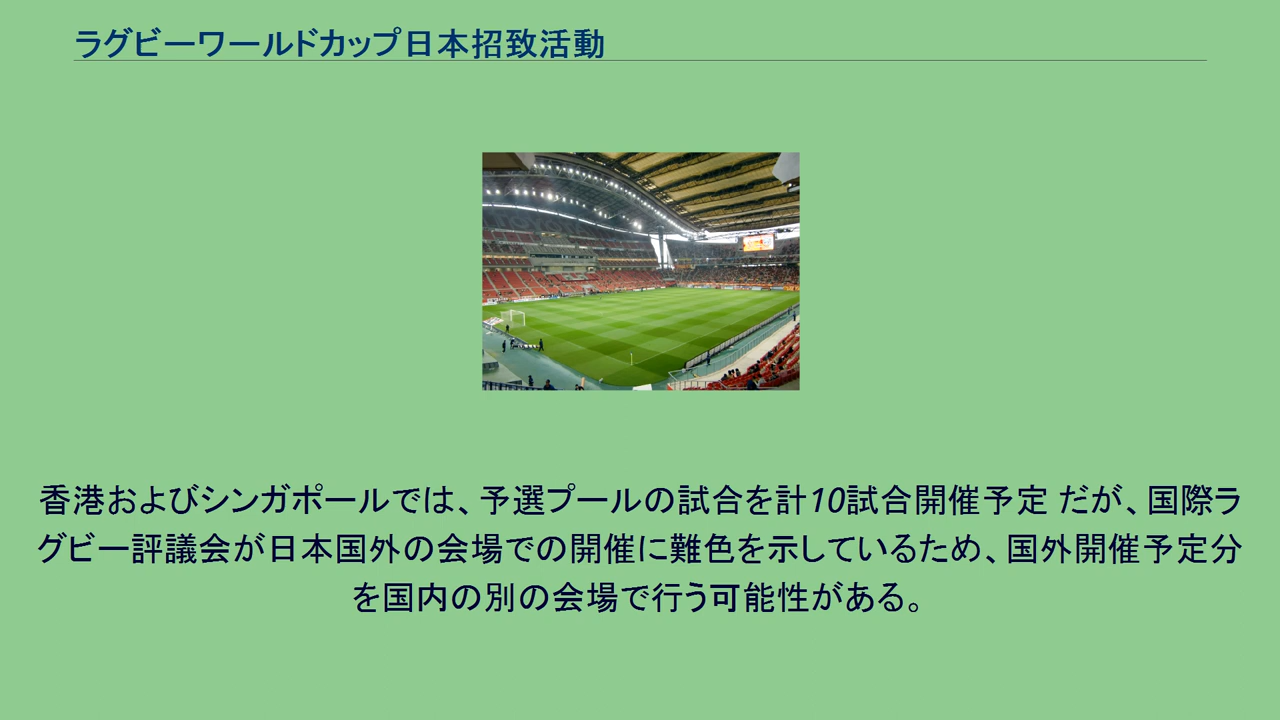 ラグビーワールドカップ日本招致活動
香港およびシンガポールでは、予選プールの試合を計10試合開催予定 だが、国際ラ
グビー評議会が日本国外の会場での開催に難色を示しているため、国外開催予定分
を国内の別の会場で行う可能性がある。